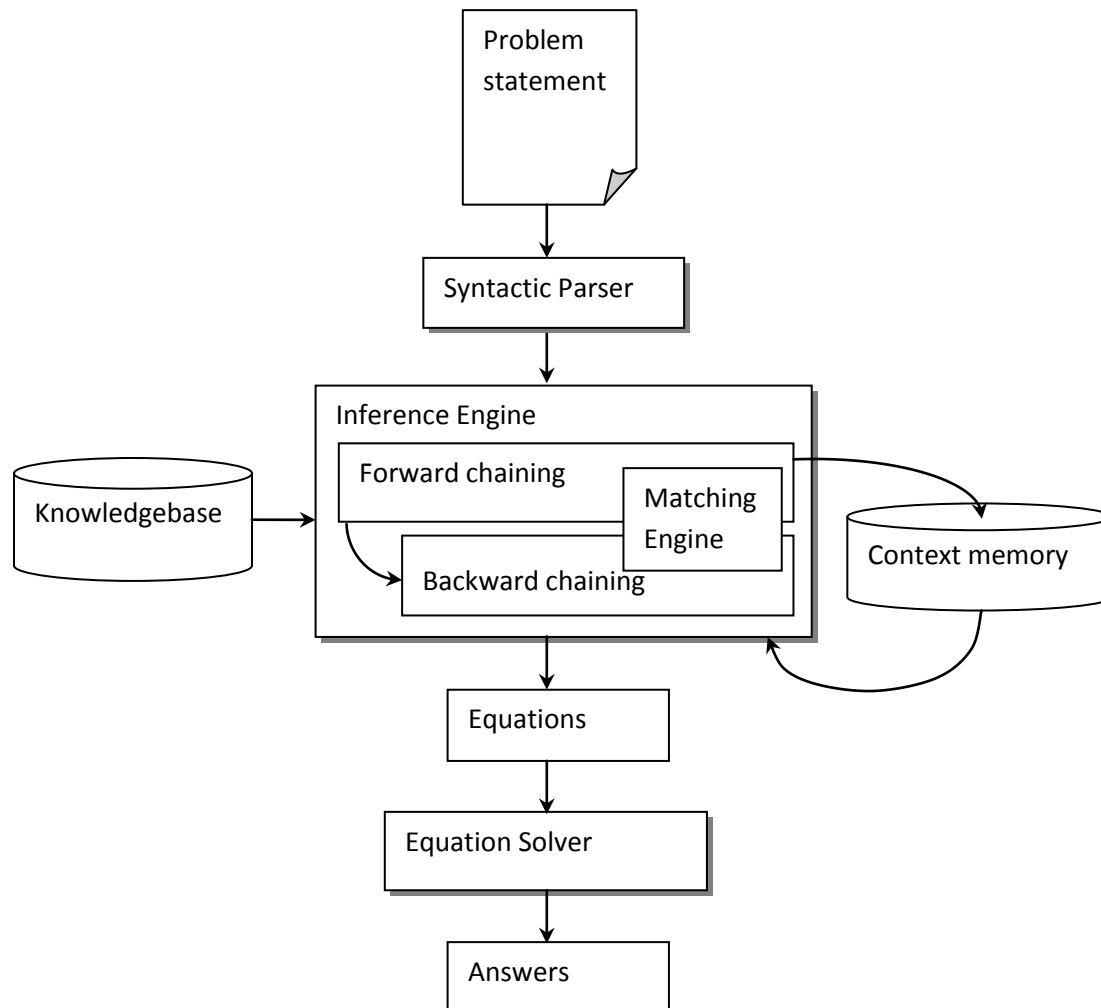 Problem
statement
Syntactic Parser
Inference Engine
Forward chaining
Matching
Engine
Knowledgebase
Context memory
Backward chaining
Equations
Equation Solver
Answers